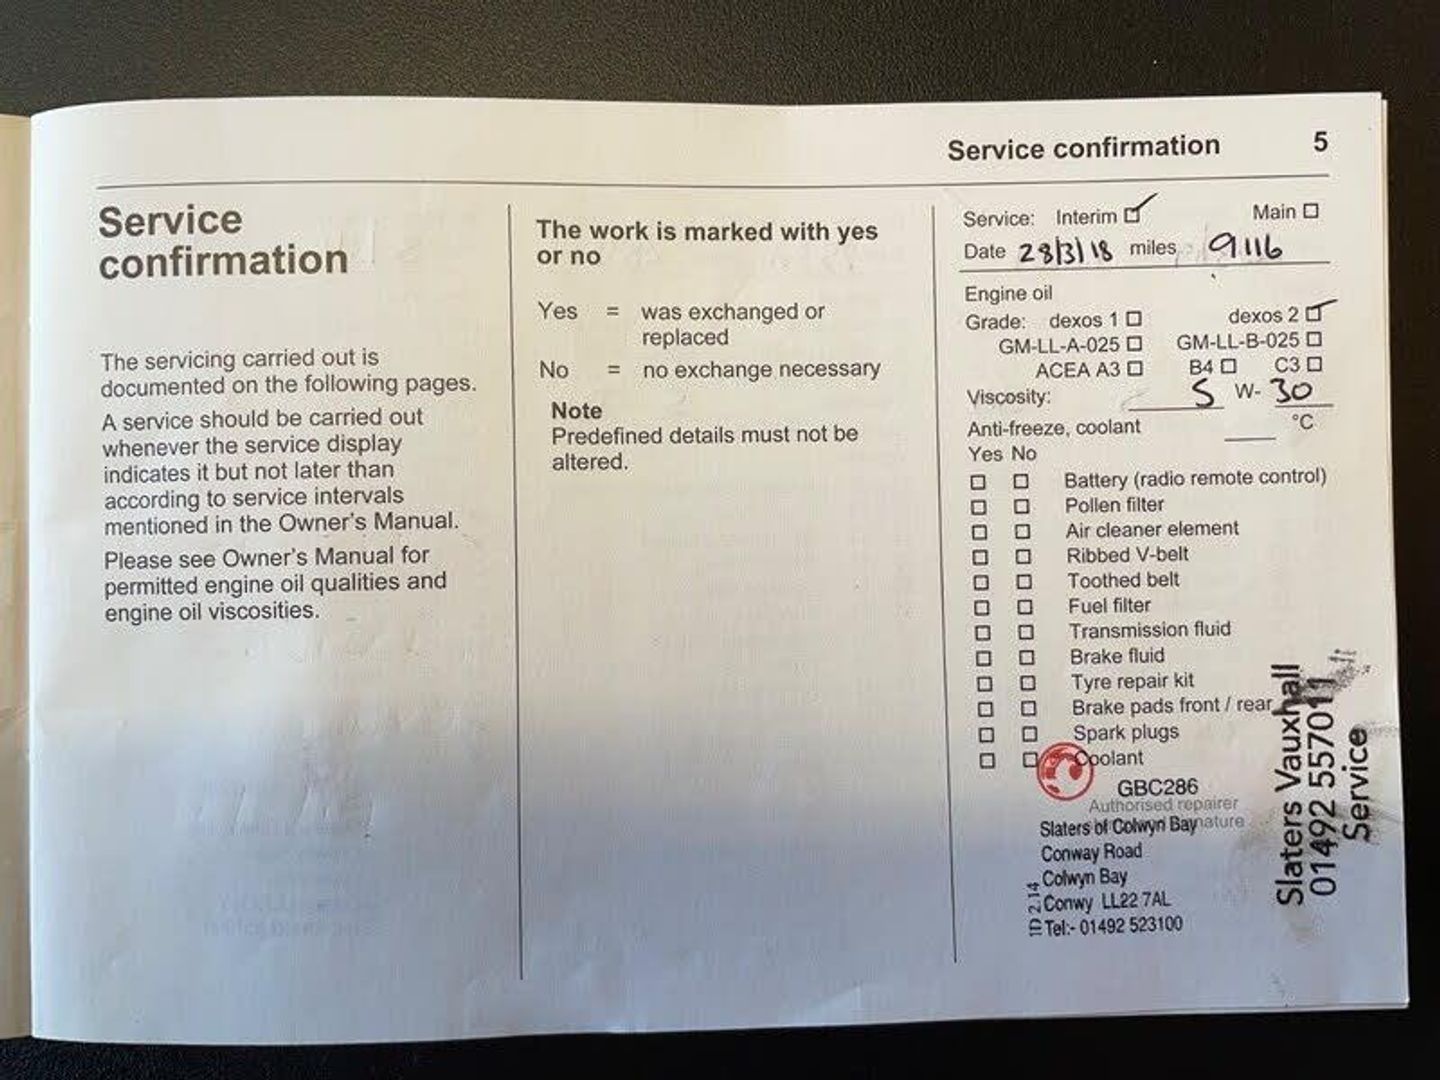 Service confirmation 5
Service
confirmation
The servicing carried out is
documented on the following pages.
A service should be carried out
whenever the service display
indicates it but not later than
according to service intervals
mentioned in the Owner's Manual.
Please see Owner's Manual for
permitted engine oil qualities and
engine oil viscosities.
The work is marked with yes
or no
Yes = was exchanged or
replaced
No = no exchange necessary
Note
Predefined details must not be
altered.
Service: Interim Main
Date 28/3/18 miles 9116
Engine oil
Grade: dexos 1 dexos 2
GM-LL-A-025 GM-LL-B-025
ACEA A3 B4 C3
Viscosity: 5 W- 30
Anti-freeze, coolant °C
Yes No
Battery (radio remote control)
Pollen filter
Air cleaner element
Ribbed V-belt
Toothed belt
Fuel filter
Transmission fluid
Brake fluid
Tyre repair kit
Brake pads front / rear
Spark plugs
Coolant
GBC286
Authorised repairer
Slaters of Colwyn Bay
Conway Road
Colwyn Bay
Conwy LL22 7AL
Tel:- 01492 523100
Slaters Vauxhall
01492 557011
Service